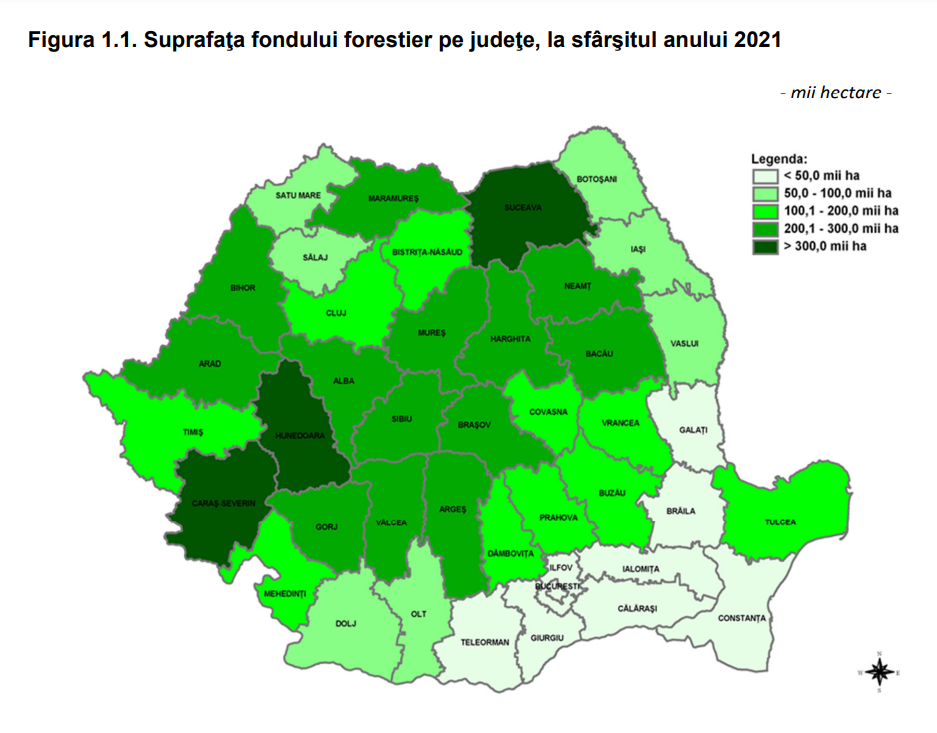 Figura 1.1. Suprafaţa fondului forestier pe judeţe, la sfârşitul anului 2021
- mii hectare -
Legenda:
< 50,0 mii ha
50,0 - 100,0 mii ha
100,1 - 200,0 mii ha
200,1 - 300,0 mii ha
> 300,0 mii ha
BOTOŞANI
SATU MARE
MARAMUREŞ
SUCEAVA
IAŞI
BISTRIŢA-NĂSĂUD
SĂLAJ
BIHOR
NEAMŢ
CLUJ
MUREŞ
HARGHITA
VASLUI
BACĂU
ARAD
ALBA
COVASNA
SIBIU
BRAŞOV
VRANCEA
GALAŢI
TIMIŞ
HUNEDOARA
BUZĂU
CARAŞ-SEVERIN
ARGEŞ
BRĂILA
PRAHOVA
VÂLCEA
TULCEA
GORJ
DÂMBOVIŢA
ILFOV
IALOMIŢA
BUCUREŞTI
MEHEDINŢI
CĂLĂRAŞI
OLT
CONSTANŢA
DOLJ
GIURGIU
TELEORMAN
N
W E
S